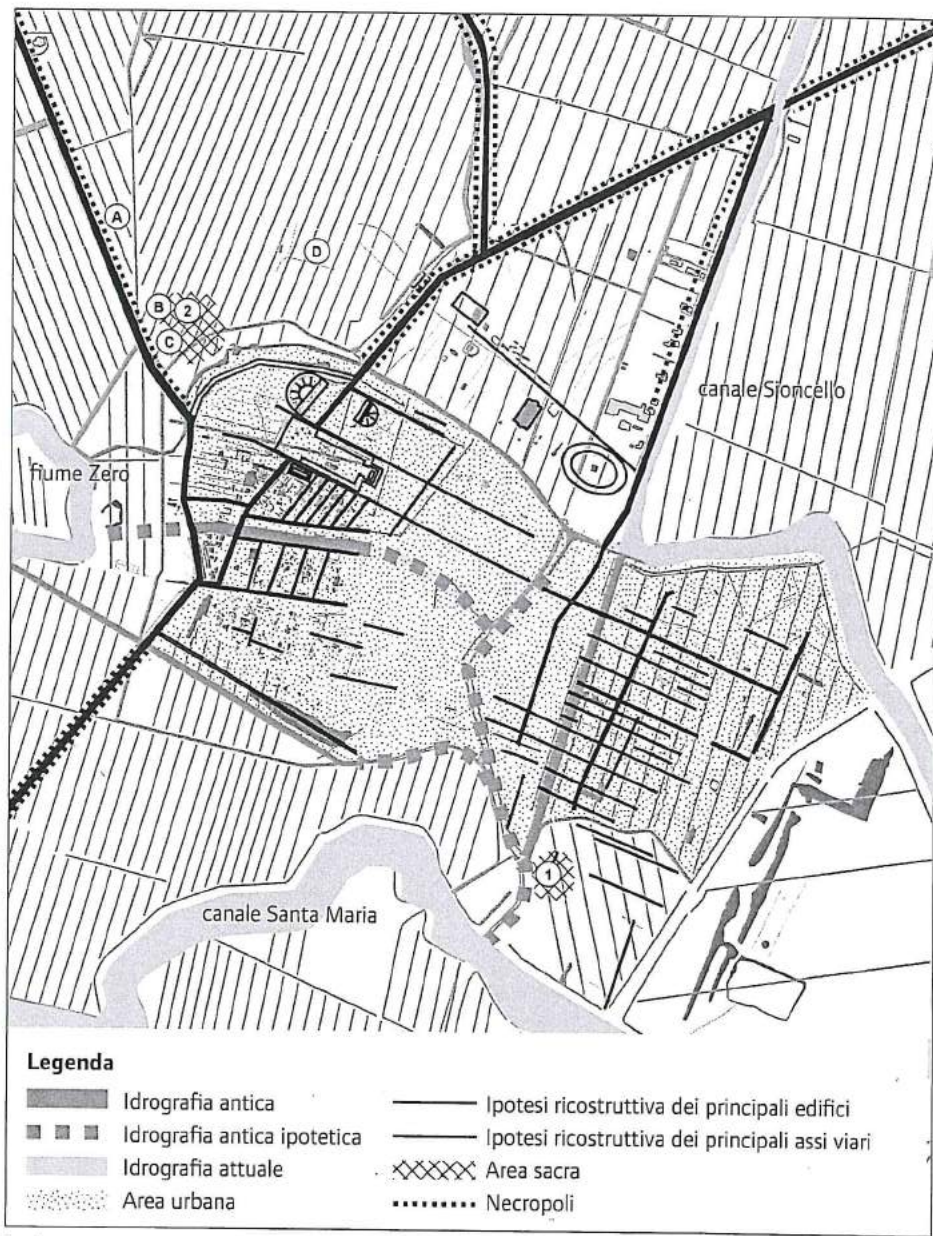 A
D
B
2
C
canale Sioncello
fiume Zero
1
canale Santa Maria
Legenda
Idrografia antica
Idrografia antica ipotetica
Idrografia attuale
Area urbana
Ipotesi ricostruttiva dei principali edifici
Ipotesi ricostruttiva dei principali assi viari
Area sacra
Necropoli